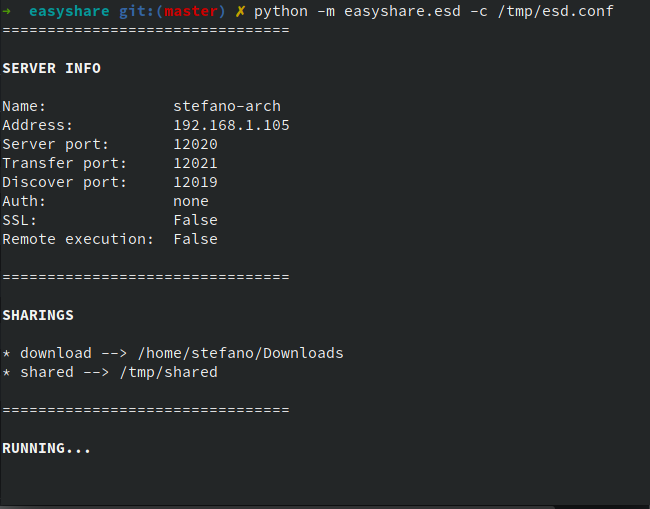 ➜  easyshare git:(master) ✗ python -m easyshare.esd -c /tmp/esd.conf
================================
SERVER INFO
Name:              stefano-arch
Address:           192.168.1.105
Server port:       12020
Transfer port:     12021
Discover port:     12019
Auth:              none
SSL:               False
Remote execution:  False
================================
SHARINGS
* download --> /home/stefano/Downloads
* shared --> /tmp/shared
================================
RUNNING...